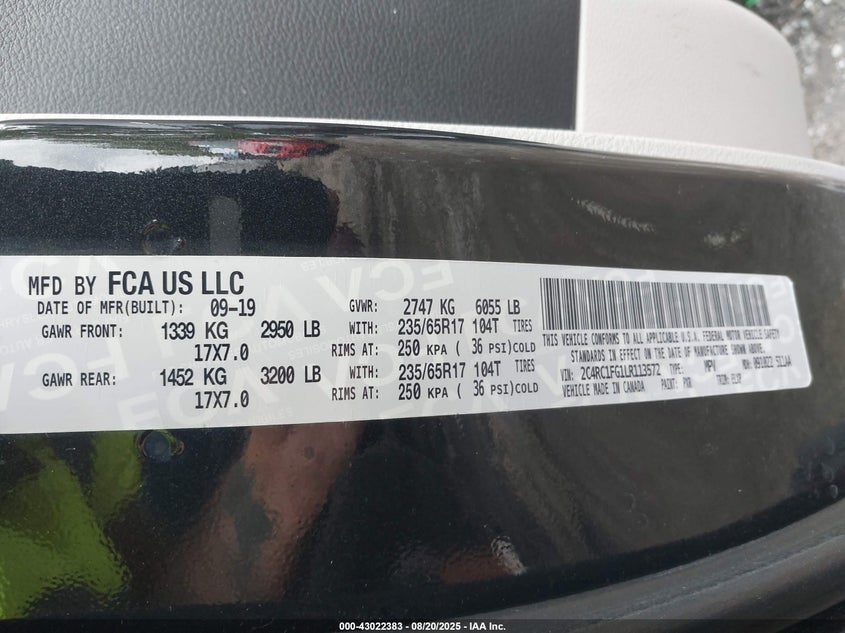 MFD BY FCA US LLC
DATE OF MFR(BUILT): 09-19 GVWR: 2747 KG 6055 LB
GAWR FRONT: 1339 KG 2950 LB WITH: 235/65R17 104T TIRES
17X7.0 RIMS AT: 250 KPA ( 36 PSI)COLD
GAWR REAR: 1452 KG 3200 LB WITH: 235/65R17 104T TIRES
17X7.0 RIMS AT: 250 KPA ( 36 PSI)COLD
THIS VEHICLE CONFORMS TO ALL APPLICABLE U.S.A. FEDERAL MOTOR VEHICLE SAFETY
STANDARDS IN EFFECT ON THE DATE OF MANUFACTURE SHOWN ABOVE.
VIN: 2C4RC1FG1LR113572 TYPE: MPV MDH: 091022 511AA
VEHICLE MADE IN CANADA PAINT: PXR TRIM:
000-43022383 - 08/20/2025 - IAA Inc.